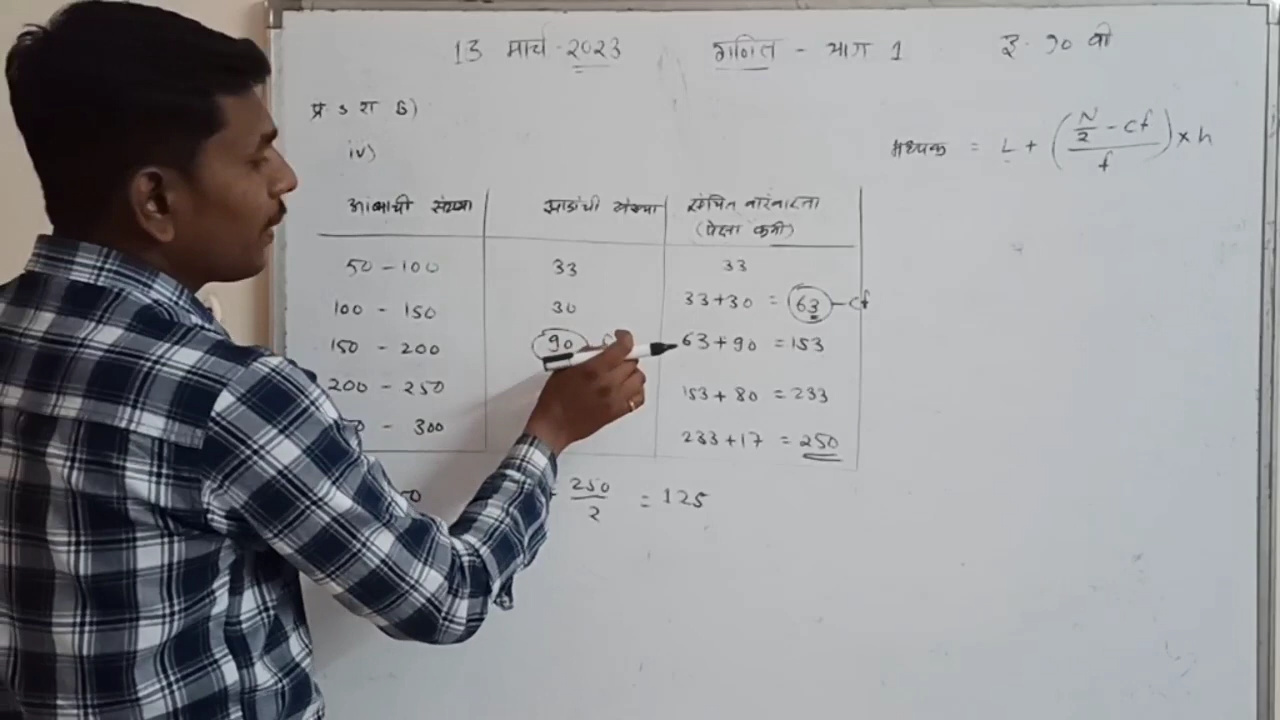 13 मार्च 2023 गणित - भाग 1 इ. 10 वी
प्र 3 रा B)
iv)
मध्यक = L + ( (N/2 - cf) / f ) × h
आंब्याची संख्या झाडांची संख्या संचित वारंवारता
(पेक्षा कमी)
50 - 100 33 33
100 - 150 30 33+30 = 63 - cf
150 - 200 90 63+90 = 153
200 - 250 153 + 80 = 233
- 300 233 + 17 = 250
250/2 = 125